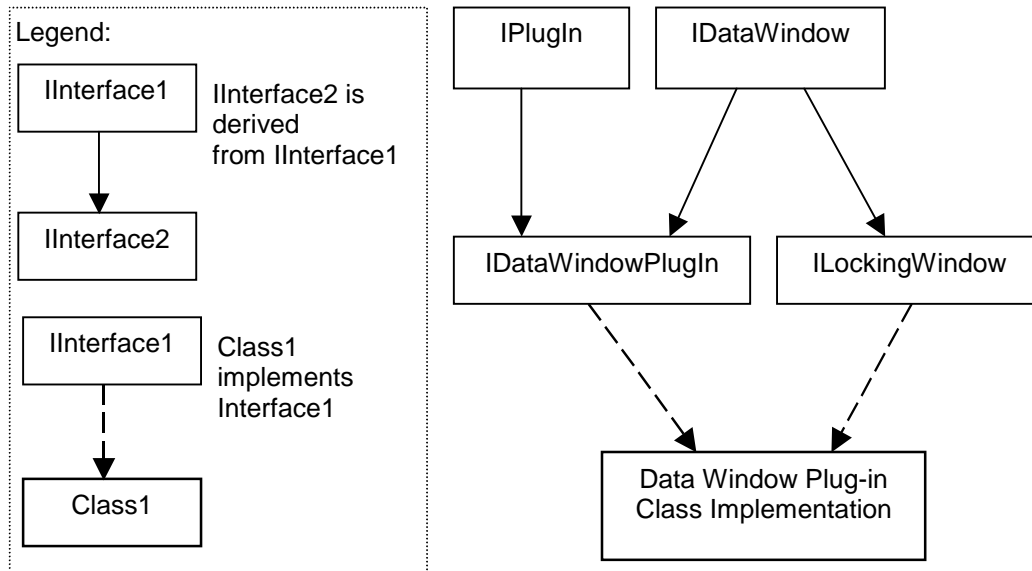 Legend:
IInterface1
IInterface2 is
derived
from IInterface1
IInterface2
IInterface1
Class1
implements
Interface1
Class1
IPlugIn
IDataWindow
IDataWindowPlugIn
ILockingWindow
Data Window Plug-in
Class Implementation